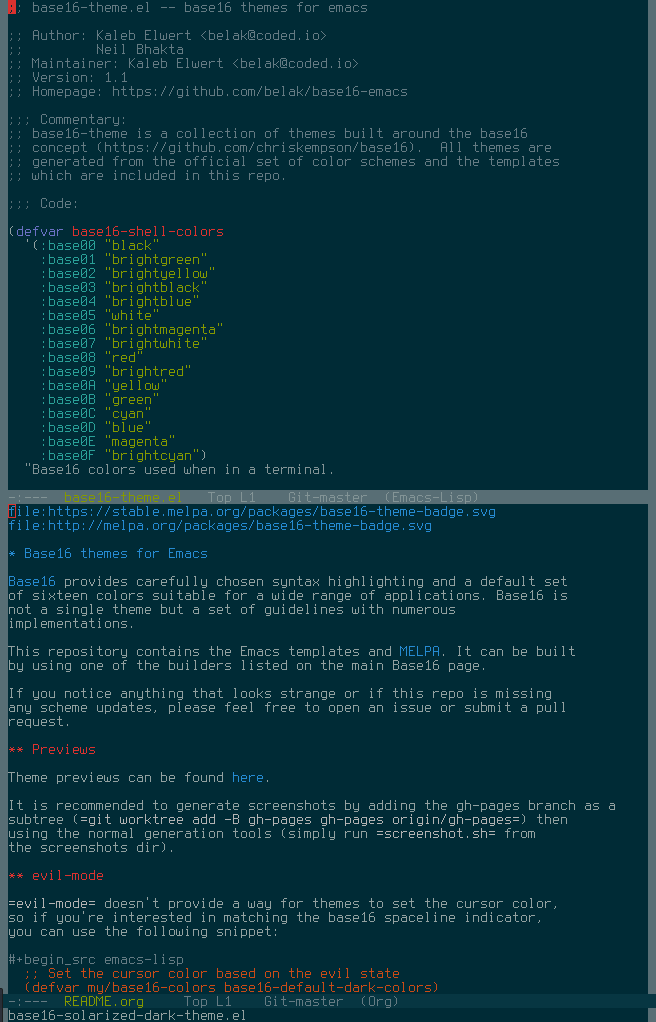 ;; base16-theme.el -- base16 themes for emacs
;; Author: Kaleb Elwert <belak@coded.io>
;;         Neil Bhakta
;; Maintainer: Kaleb Elwert <belak@coded.io>
;; Version: 1.1
;; Homepage: https://github.com/belak/base16-emacs
;;; Commentary:
;; base16-theme is a collection of themes built around the base16
;; concept (https://github.com/chriskempson/base16).  All themes are
;; generated from the official set of color schemes and the templates
;; which are included in this repo.
;;; Code:
(defvar base16-shell-colors
  '(:base00 "black"
    :base01 "brightgreen"
    :base02 "brightyellow"
    :base03 "brightblack"
    :base04 "brightblue"
    :base05 "white"
    :base06 "brightmagenta"
    :base07 "brightwhite"
    :base08 "red"
    :base09 "brightred"
    :base0A "yellow"
    :base0B "green"
    :base0C "cyan"
    :base0D "blue"
    :base0E "magenta"
    :base0F "brightcyan")
  "Base16 colors used when in a terminal.
-:---  base16-theme.el   Top L1    Git-master  (Emacs-Lisp)
file:https://stable.melpa.org/packages/base16-theme-badge.svg
file:http://melpa.org/packages/base16-theme-badge.svg
* Base16 themes for Emacs
Base16 provides carefully chosen syntax highlighting and a default set
of sixteen colors suitable for a wide range of applications. Base16 is
not a single theme but a set of guidelines with numerous
implementations.
This repository contains the Emacs templates and MELPA. It can be built
by using one of the builders listed on the main Base16 page.
If you notice anything that looks strange or if this repo is missing
any scheme updates, please feel free to open an issue or submit a pull
request.
** Previews
Theme previews can be found here.
It is recommended to generate screenshots by adding the gh-pages branch as a
subtree (=git worktree add -B gh-pages gh-pages origin/gh-pages=) then
using the normal generation tools (simply run =screenshot.sh= from
the screenshots dir).
** evil-mode
=evil-mode= doesn't provide a way for themes to set the cursor color,
so if you're interested in matching the base16 spaceline indicator,
you can use the following snippet:
#+begin_src emacs-lisp
  ;; Set the cursor color based on the evil state
  (defvar my/base16-colors base16-default-dark-colors)
-:---  README.org     Top L1    Git-master  (Org)
base16-solarized-dark-theme.el